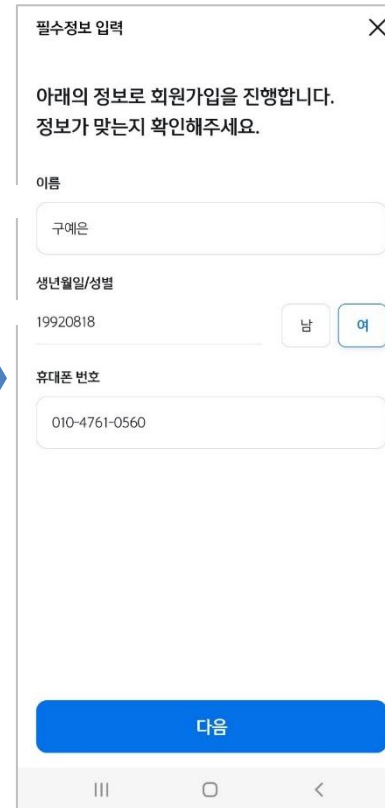 필수정보 입력
아래의 정보로 회원가입을 진행합니다.
정보가 맞는지 확인해주세요.
이름
구예은
생년월일/성별
19920818 남 여
휴대폰 번호
010-4761-0560
다음